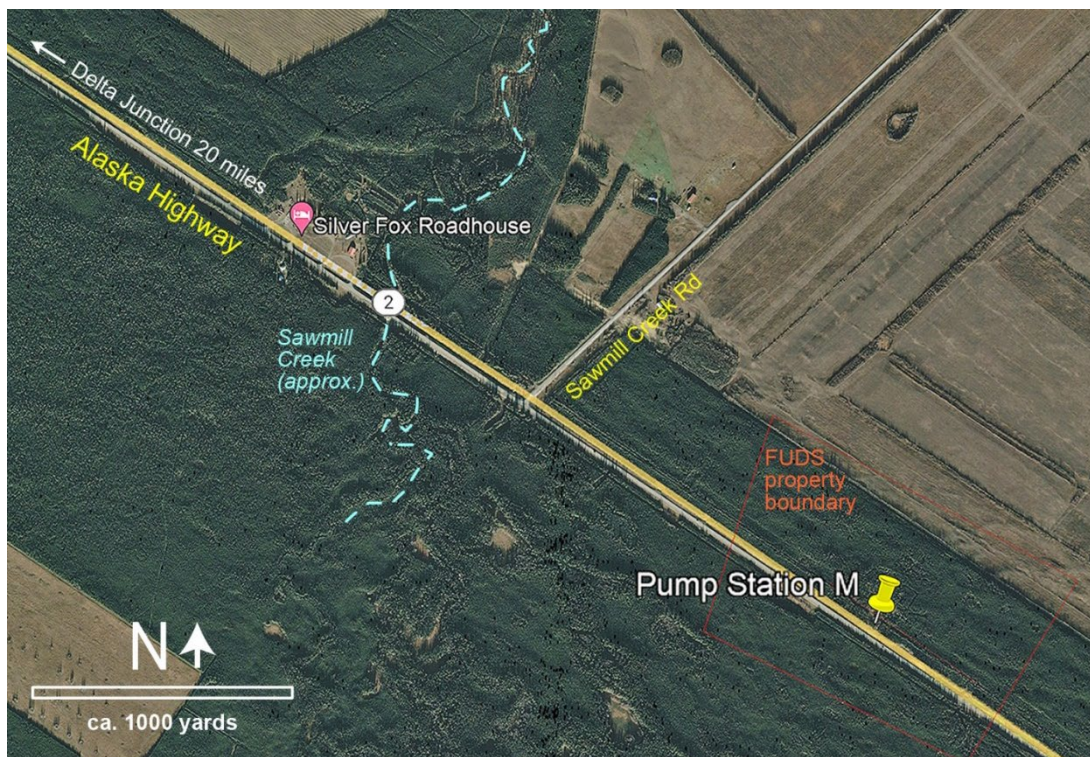 Delta Junction 20 miles
Alaska Highway
Silver Fox Roadhouse
2
Sawmill
Creek
(approx.)
Sawmill Creek Rd
FUDS
property
boundary
Pump Station M
N
ca. 1000 yards